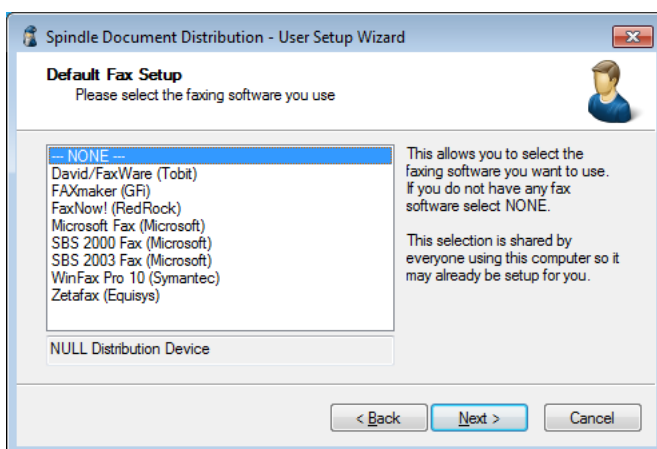 Spindle Document Distribution - User Setup Wizard
Default Fax Setup
Please select the faxing software you use
--- NONE ---
David/FaxWare (Tobit)
FAXmaker (GFi)
FaxNow! (RedRock)
Microsoft Fax (Microsoft)
SBS 2000 Fax (Microsoft)
SBS 2003 Fax (Microsoft)
WinFax Pro 10 (Symantec)
Zetafax (Equisys)
NULL Distribution Device
This allows you to select the
faxing software you want to use.
If you do not have any fax
software select NONE.
This selection is shared by
everyone using this computer so it
may already be setup for you.
< Back
Next >
Cancel